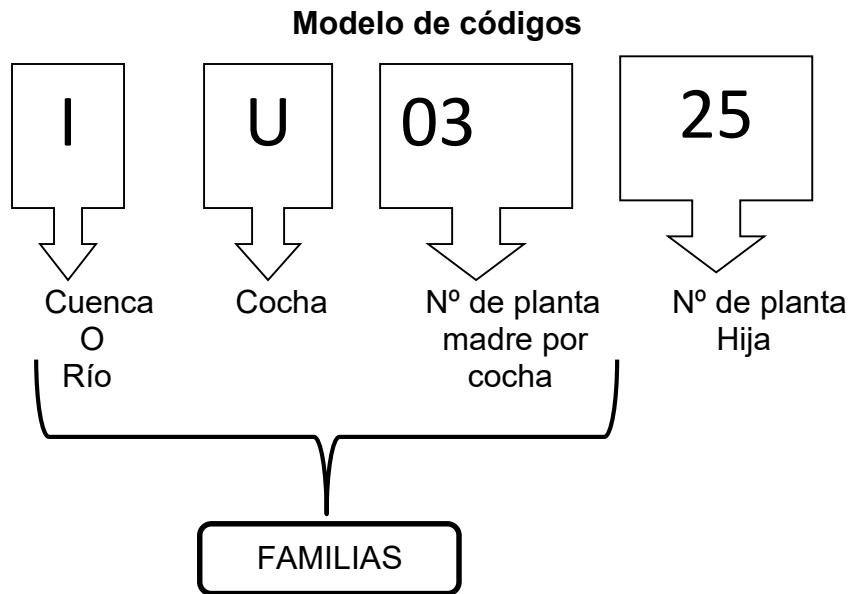 Modelo de códigos
I U 03 25
Cuenca
O
Río
Cocha
Nº de planta
madre por
cocha
Nº de planta
Hija
FAMILIAS